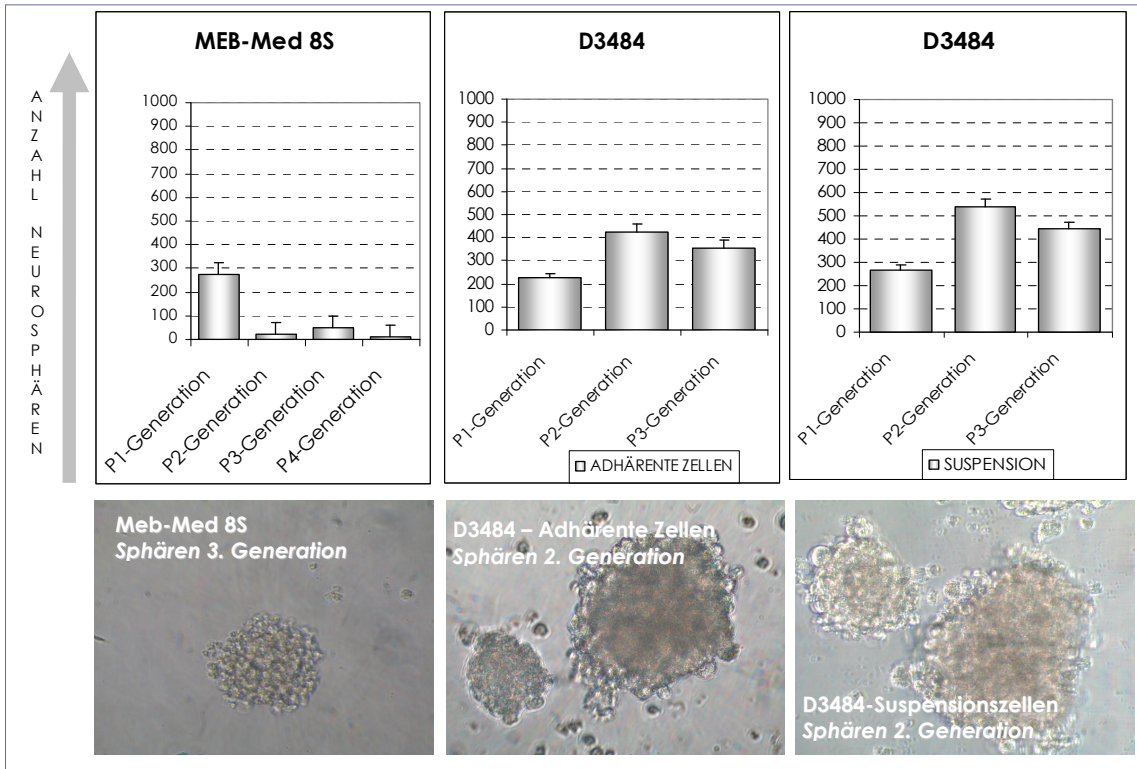 ANZAHL NEUROSPHÄREN
MEB-Med 8S
1000
900
800
700
600
500
400
300
200
100
0
P1-Generation
P2-Generation
P3-Generation
P4-Generation
D3484
1000
900
800
700
600
500
400
300
200
100
0
P1-Generation
P2-Generation
P3-Generation
ADHÄRENTE ZELLEN
D3484
1000
900
800
700
600
500
400
300
200
100
0
P1-Generation
P2-Generation
P3-Generation
SUSPENSION
Meb-Med 8S
Sphären 3. Generation
D3484 – Adhärente Zellen
Sphären 2. Generation
D3484-Suspensionszellen
Sphären 2. Generation